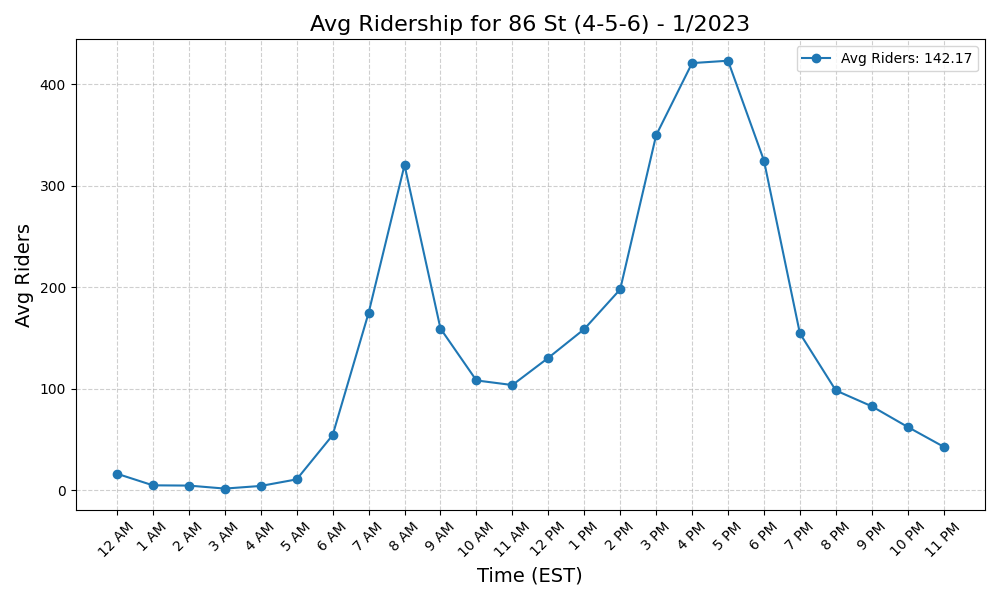 Avg Ridership for 86 St (4-5-6) - 1/2023
Avg Riders: 142.17
Avg Riders
400
300
200
100
0
12 AM
1 AM
2 AM
3 AM
4 AM
5 AM
6 AM
7 AM
8 AM
9 AM
10 AM
11 AM
12 PM
1 PM
2 PM
3 PM
4 PM
5 PM
6 PM
7 PM
8 PM
9 PM
10 PM
11 PM
Time (EST)